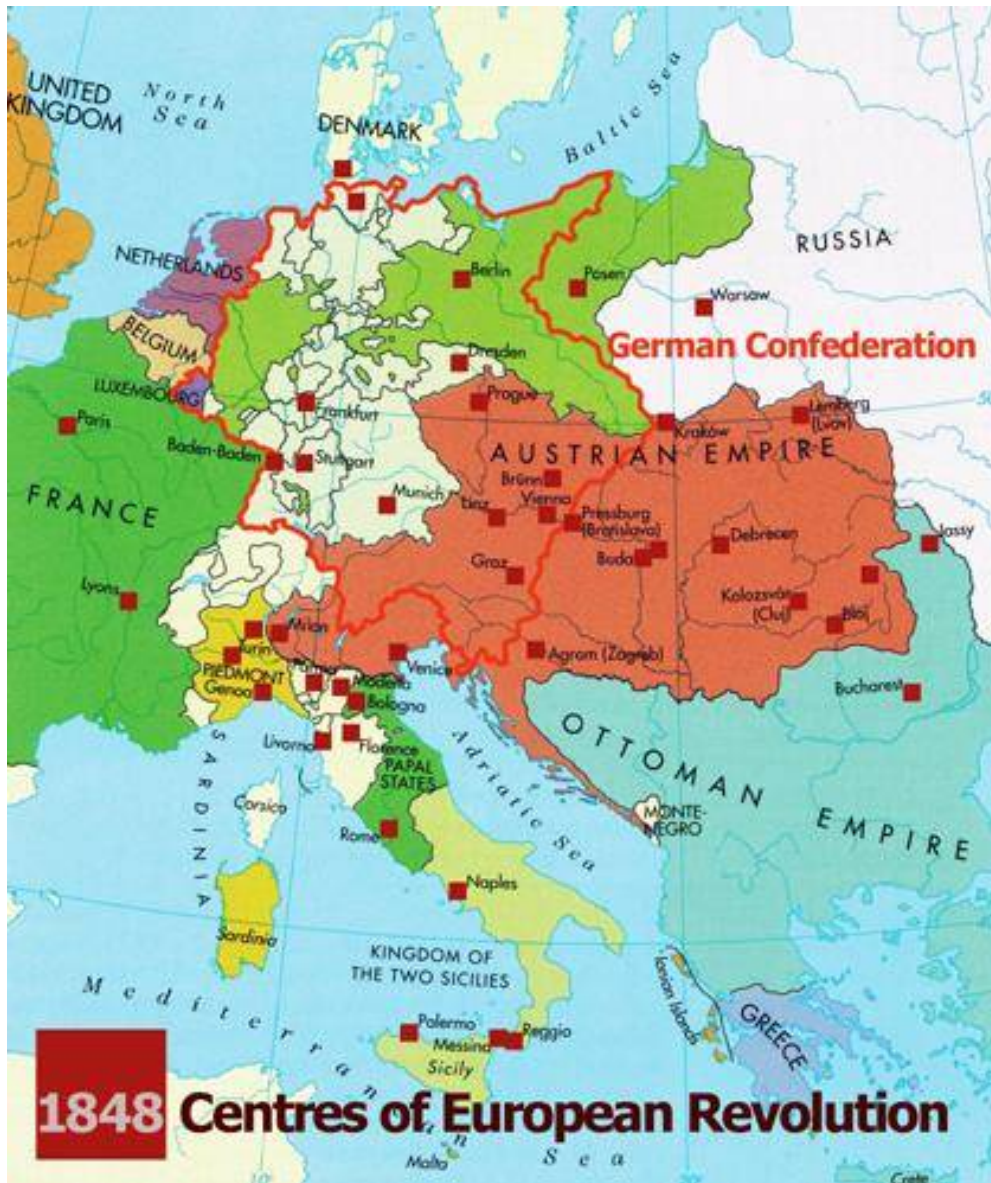 UNITED
KINGDOM
North
Sea
DENMARK
Baltic Sea
NETHERLANDS
BELGIUM
LUXEMBOURG
RUSSIA
Berlin
Posen
Warsaw
German Confederation
Dresden
Prague
Frankfurt
Paris
Baden-Baden
Stuttgart
Munich
Kraków
Lemberg
(Lvov)
50
AUSTRIAN EMPIRE
Brünn
Vienna
Linz
Pressburg
(Bratislava)
Buda
Debrecen
Jassy
FRANCE
Graz
Kolozsvár
(Cluj)
Blaj
Lyons
Milan
Turin
PIEDMONT
Genoa
Parma
Modena
Bologna
Venice
Agram (Zagreb)
Bucharest
Livorno
Florence
PAPAL
STATES
Rome
Adriatic Sea
OTTOMAN EMPIRE
MONTE-
NEGRO
SARDINIA
Corsica
Sardinia
Naples
KINGDOM OF
THE TWO SICILIES
Ionian Islands
GREECE
Mediterranean Sea
Palermo
Messina
Reggio
Sicily
1848 Centres of European Revolution
Malta
10°
Crete